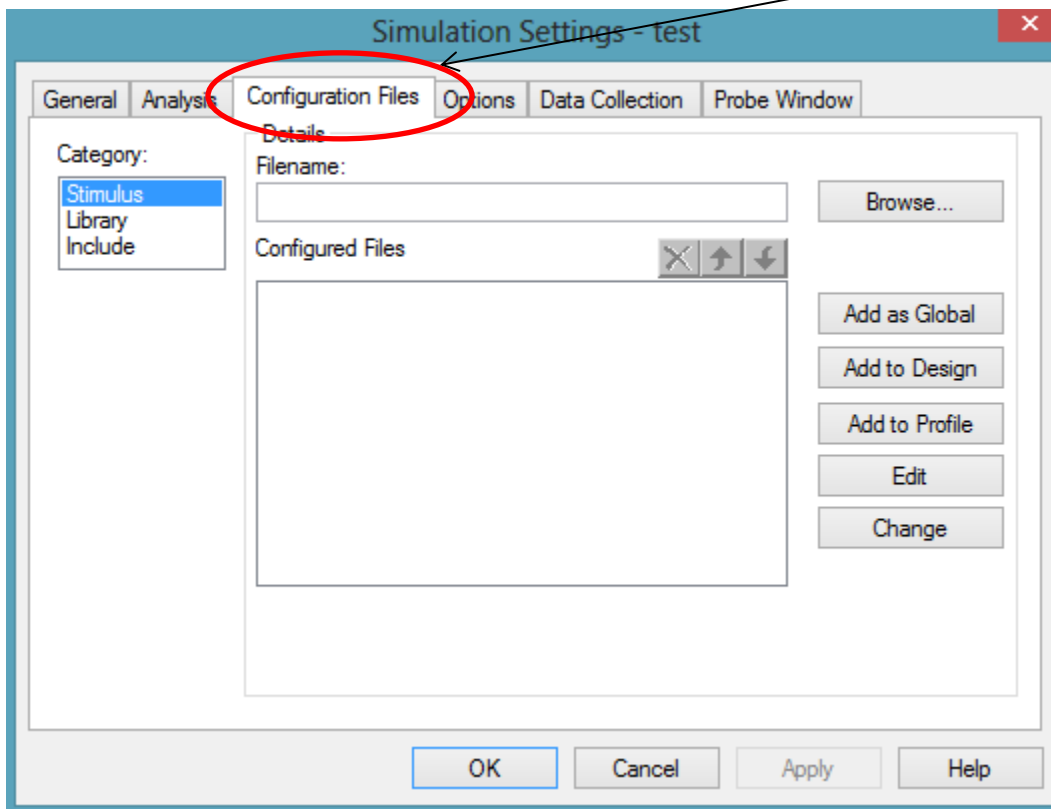 Simulation Settings - test
General Analysis Configuration Files Options Data Collection Probe Window
Category:
Stimulus
Library
Include
Details
Filename:
Browse...
Configured Files
Add as Global
Add to Design
Add to Profile
Edit
Change
OK Cancel Apply Help